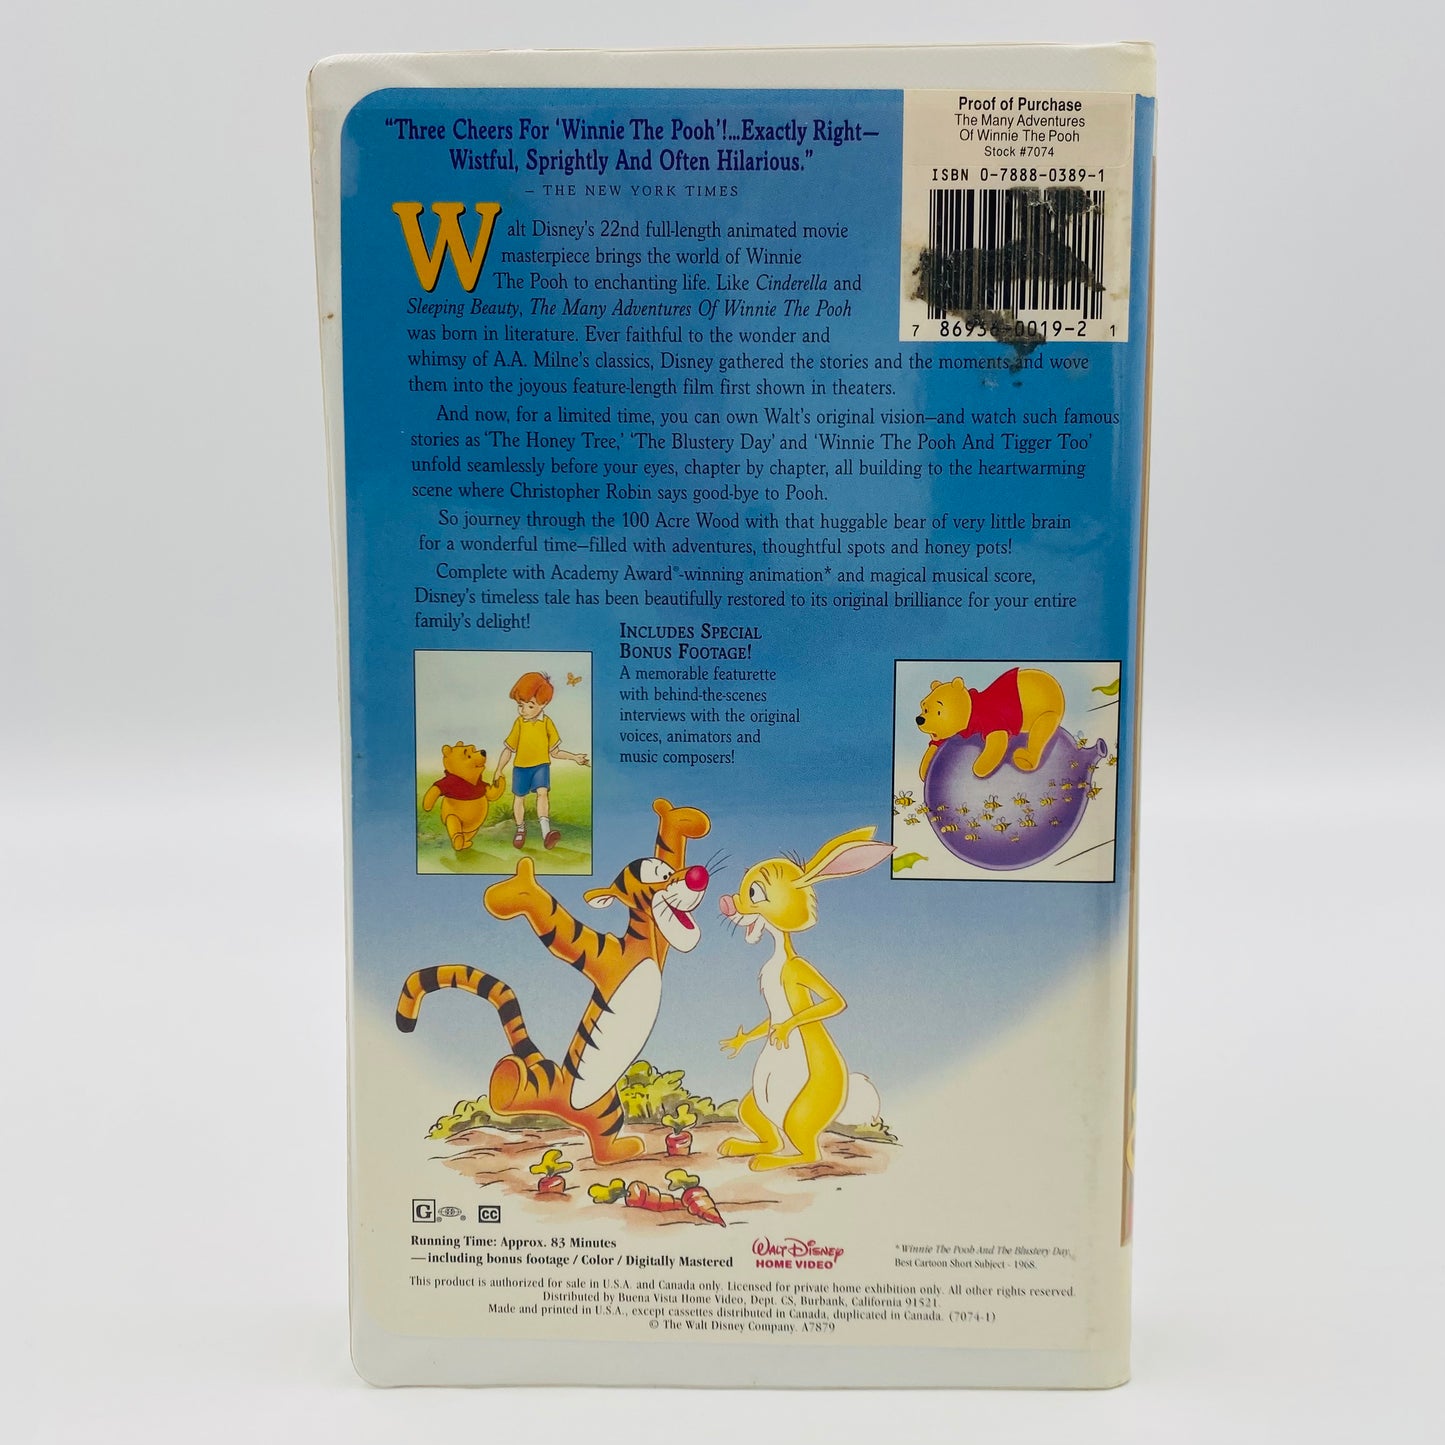 "Three Cheers For 'Winnie The Pooh'!...Exactly Right—
Wistful, Sprightly And Often Hilarious."
– THE NEW YORK TIMES
Proof of Purchase
The Many Adventures
Of Winnie The Pooh
Stock #7074
ISBN 0-7888-0389-1
7 86936 0019-2 1
Walt Disney's 22nd full-length animated movie
masterpiece brings the world of Winnie
The Pooh to enchanting life. Like Cinderella and
Sleeping Beauty, The Many Adventures Of Winnie The Pooh
was born in literature. Ever faithful to the wonder and
whimsy of A.A. Milne's classics, Disney gathered the stories and the moments and wove
them into the joyous feature-length film first shown in theaters.
And now, for a limited time, you can own Walt's original vision—and watch such famous
stories as 'The Honey Tree,' 'The Blustery Day' and 'Winnie The Pooh And Tigger Too'
unfold seamlessly before your eyes, chapter by chapter, all building to the heartwarming
scene where Christopher Robin says good-bye to Pooh.
So journey through the 100 Acre Wood with that huggable bear of very little brain
for a wonderful time—filled with adventures, thoughtful spots and honey pots!
Complete with Academy Award®-winning animation* and magical musical score,
Disney's timeless tale has been beautifully restored to its original brilliance for your entire
family's delight!
INCLUDES SPECIAL
BONUS FOOTAGE!
A memorable featurette
with behind-the-scenes
interviews with the original
voices, animators and
music composers!
G ® ® CC
Running Time: Approx. 83 Minutes
—including bonus footage / Color / Digitally Mastered
WALT DISNEY
HOME VIDEO
* Winnie The Pooh And The Blustery Day,
Best Cartoon Short Subject - 1968.
This product is authorized for sale in U.S.A. and Canada only. Licensed for private home exhibition only. All other rights reserved.
Distributed by Buena Vista Home Video, Dept. CS, Burbank, California 91521.
Made and printed in U.S.A., except cassettes distributed in Canada, duplicated in Canada. (7074-1)
© The Walt Disney Company. A7879